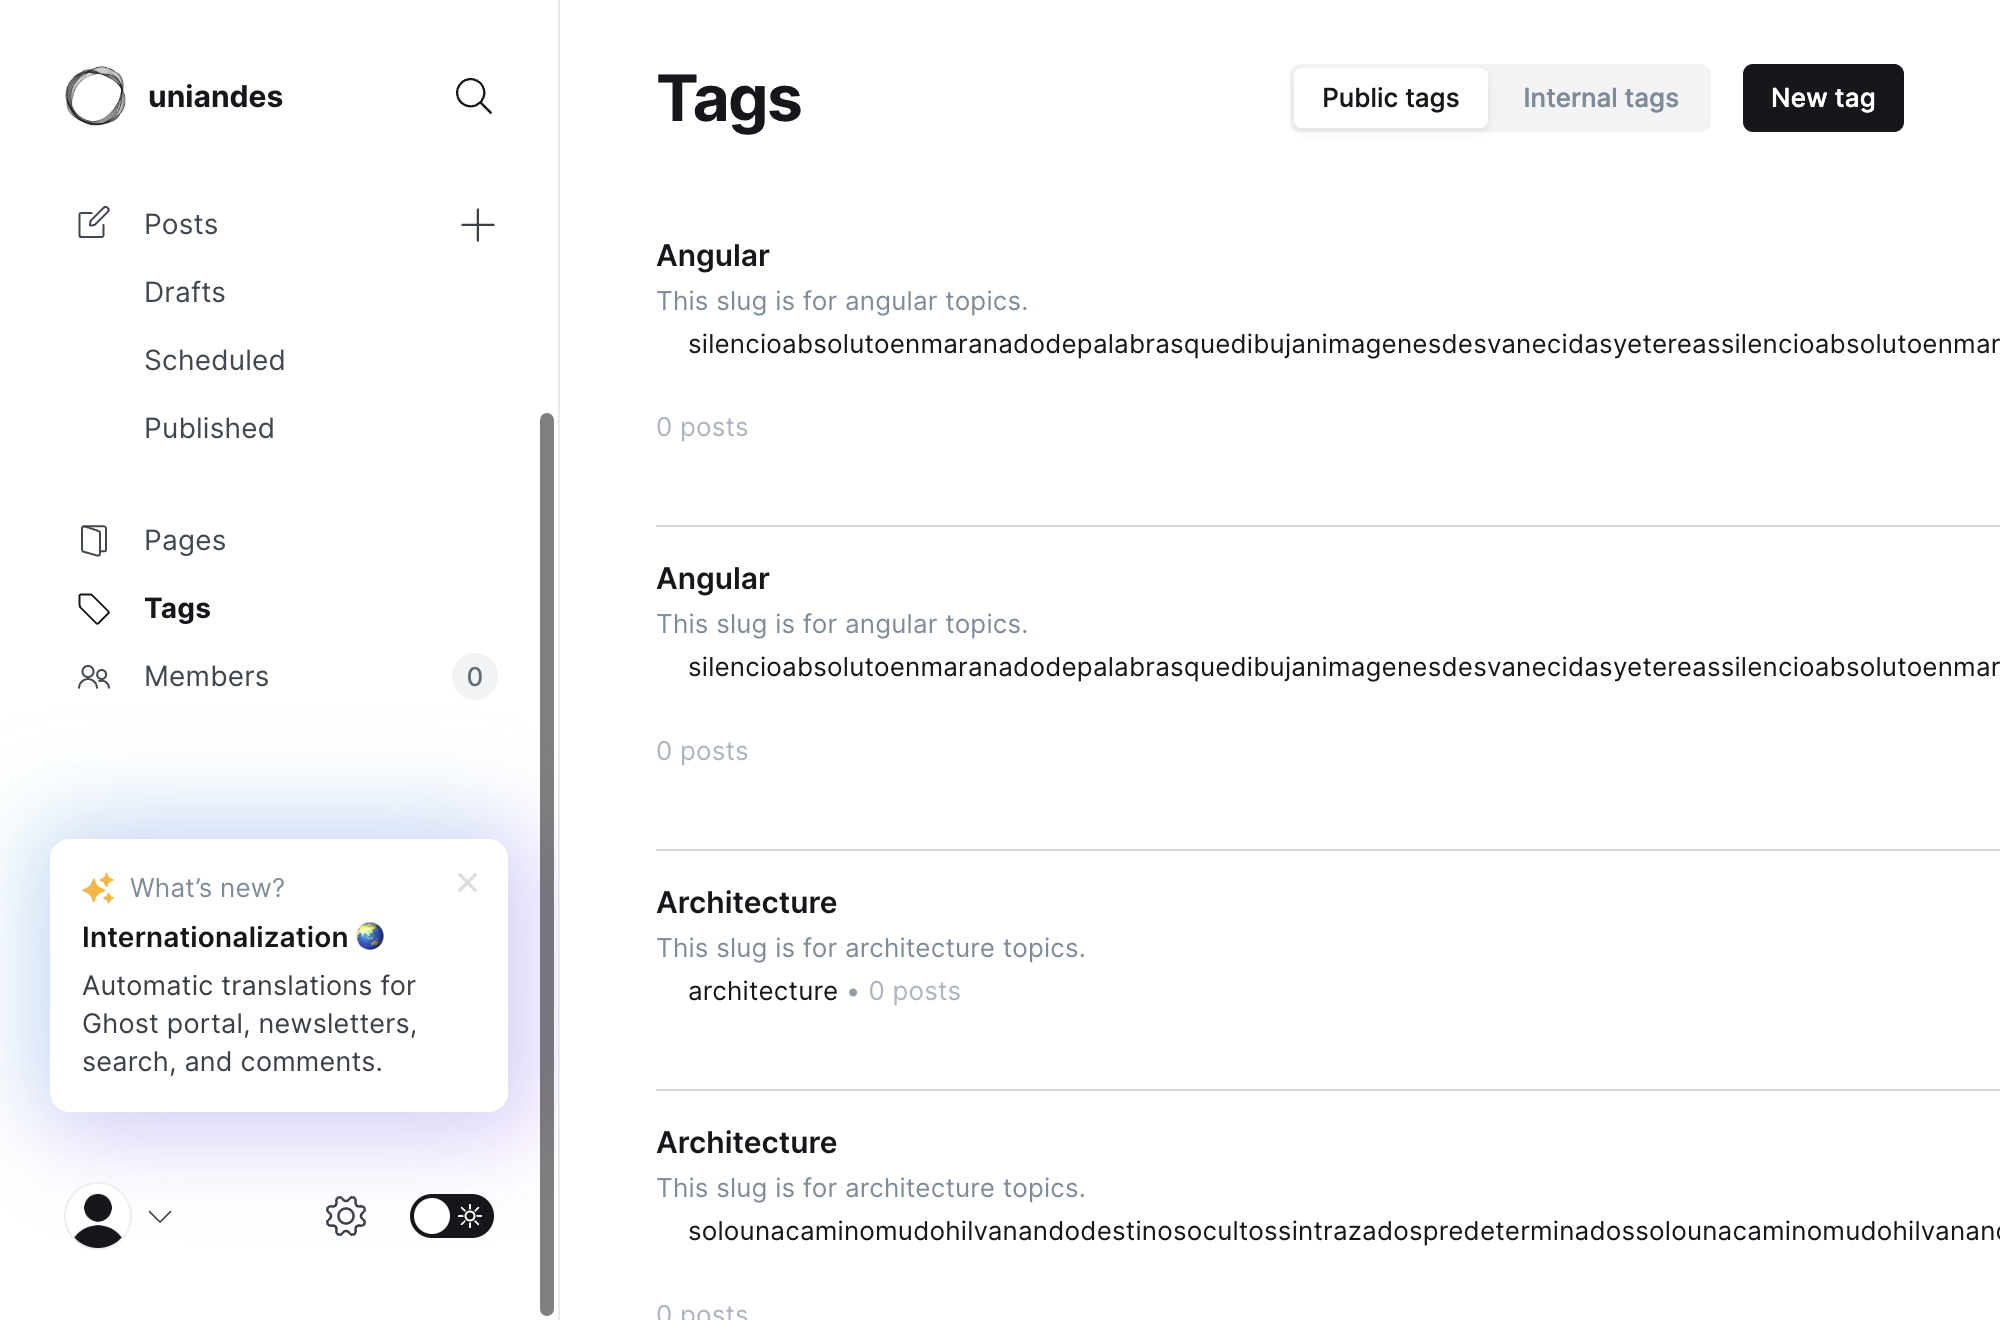 uniandes
Posts
Drafts
Scheduled
Published
Pages
Tags
Members
0
What's new?
Internationalization
Automatic translations for
Ghost portal, newsletters,
search, and comments.
Tags
Public tags
Internal tags
New tag
Angular
This slug is for angular topics.
silencioabsolutoenmaranadodepalabrasquedibujanimagenesdesvanecidasyetereassilencioabsolutoenmar
0 posts
Angular
This slug is for angular topics.
silencioabsolutoenmaranadodepalabrasquedibujanimagenesdesvanecidasyetereassilencioabsolutoenmar
0 posts
Architecture
This slug is for architecture topics.
architecture • 0 posts
Architecture
This slug is for architecture topics.
solounacaminomudohilvanandodestinosocultossintrazadospredeterminadossolounacaminomudohilvanand
0 posts